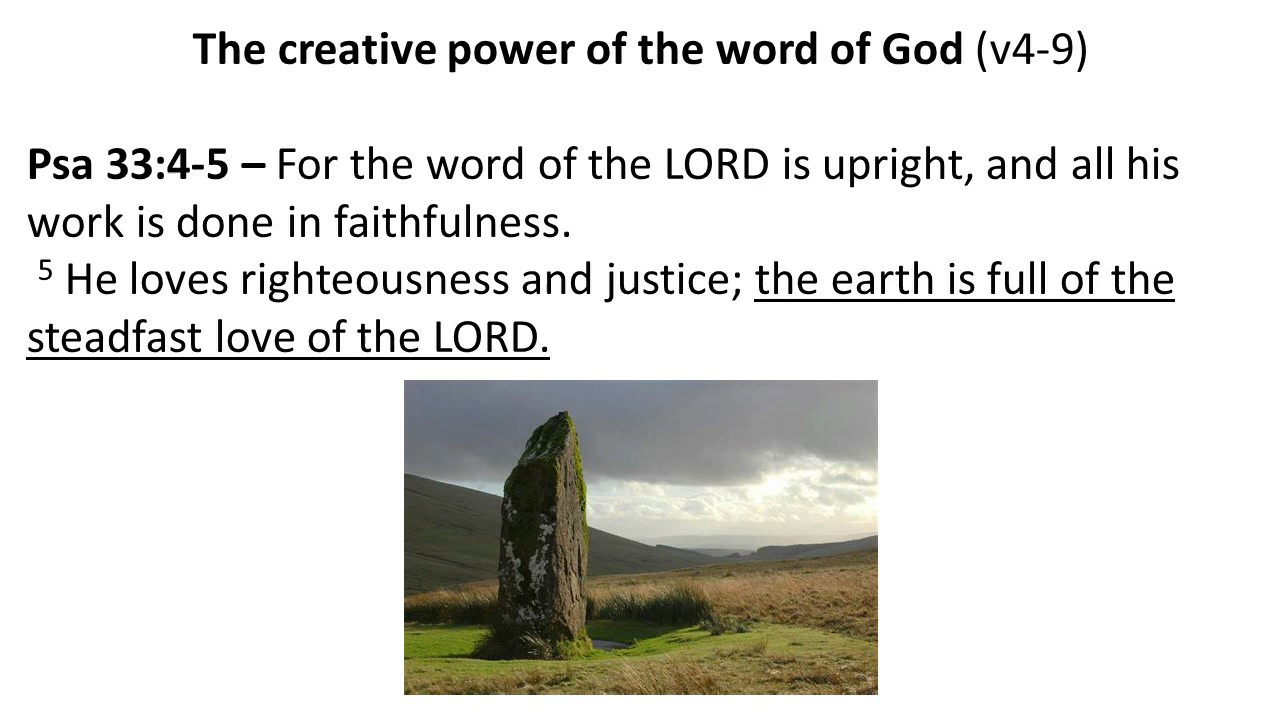 The creative power of the word of God (v4-9)
Psa 33:4-5 – For the word of the LORD is upright, and all his
work is done in faithfulness.
5 He loves righteousness and justice; the earth is full of the
steadfast love of the LORD.